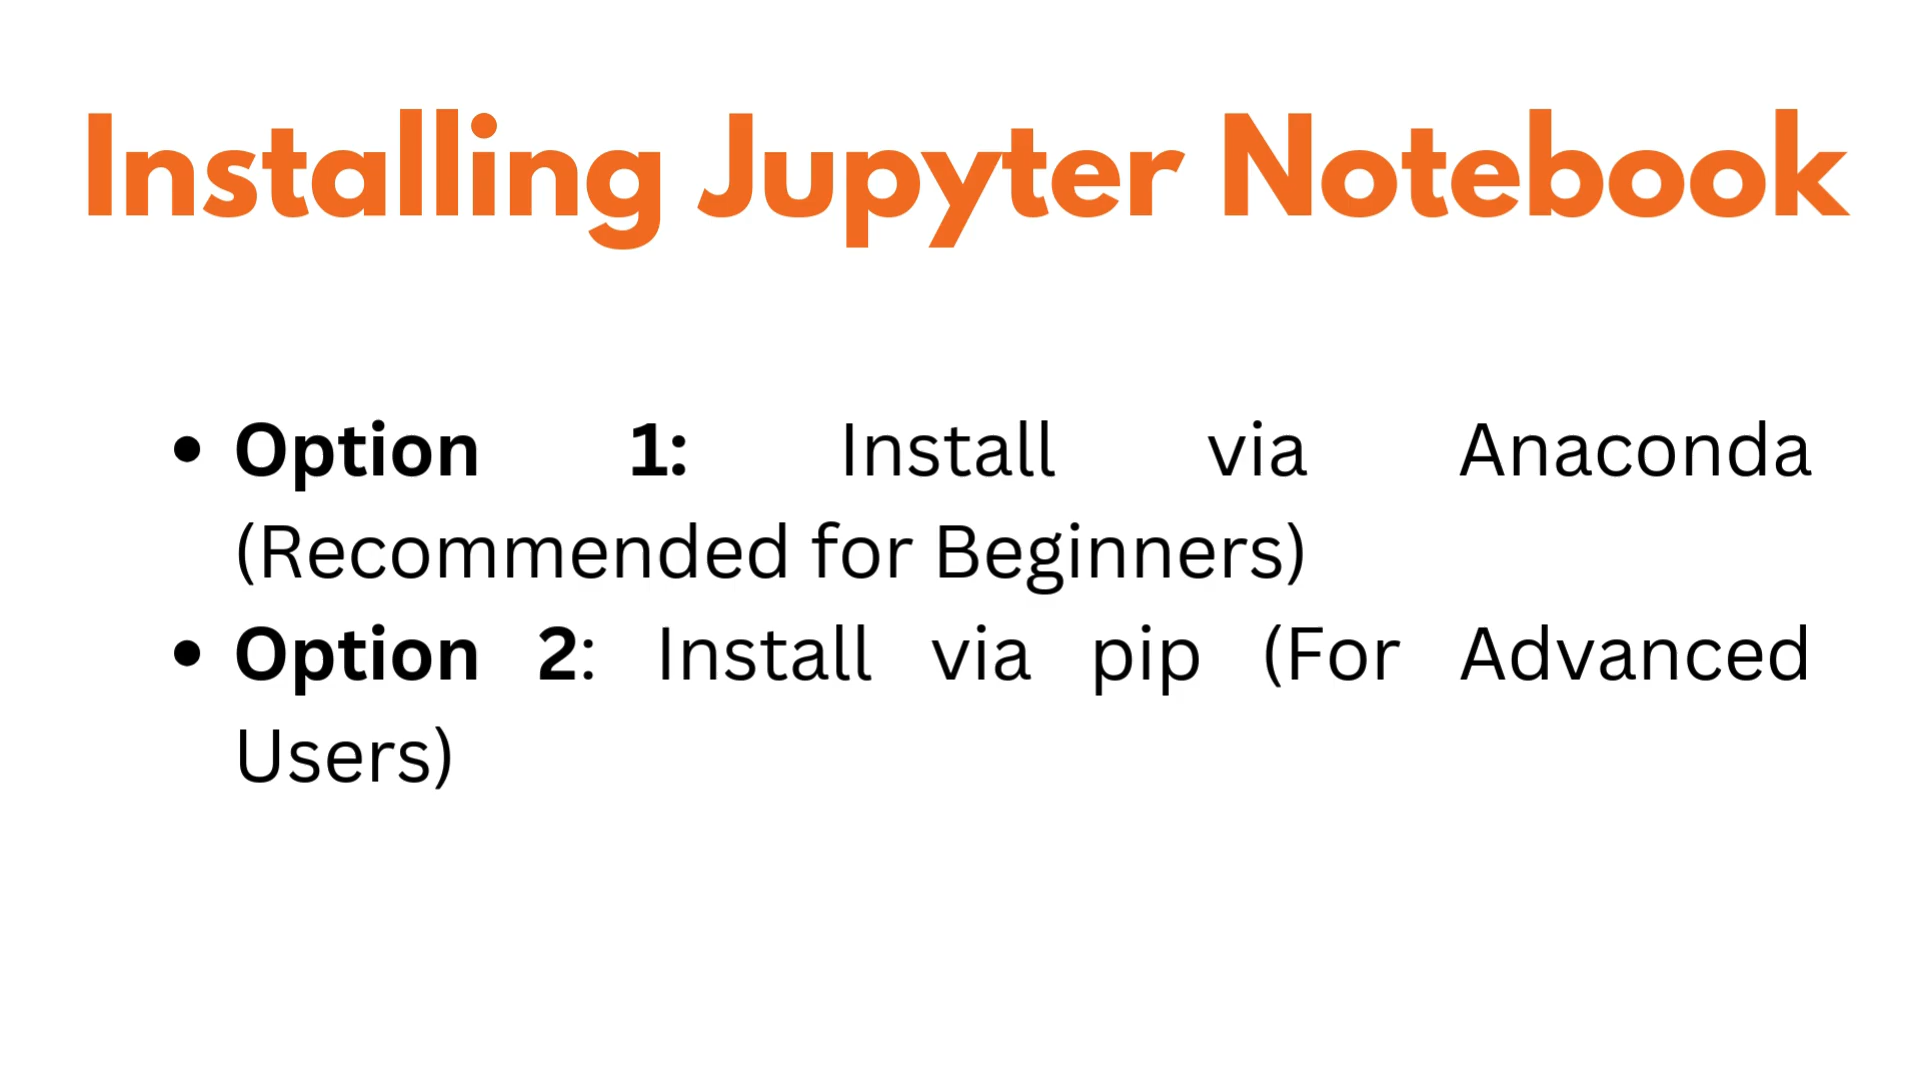 Installing Jupyter Notebook
• Option 1: Install via Anaconda
(Recommended for Beginners)
• Option 2: Install via pip (For Advanced
Users)